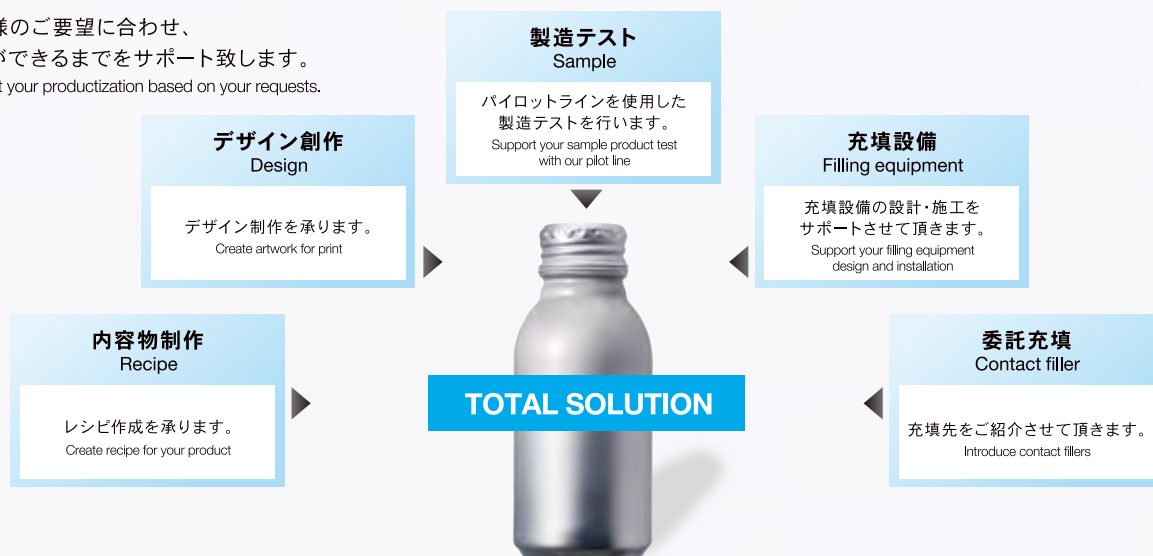 様のご要望に合わせ、
ができるまでをサポート致します。
t your productization based on your requests.
製造テスト
Sample
パイロットラインを使用した
製造テストを行います。
Support your sample product test
with our pilot line
デザイン創作
Design
デザイン制作を承ります。
Create artwork for print
充填設備
Filling equipment
充填設備の設計・施工を
サポートさせて頂きます。
Support your filling equipment
design and installation
内容物制作
Recipe
レシピ作成を承ります。
Create recipe for your product
TOTAL SOLUTION
委託充填
Contact filler
充填先をご紹介させて頂きます。
Introduce contact fillers